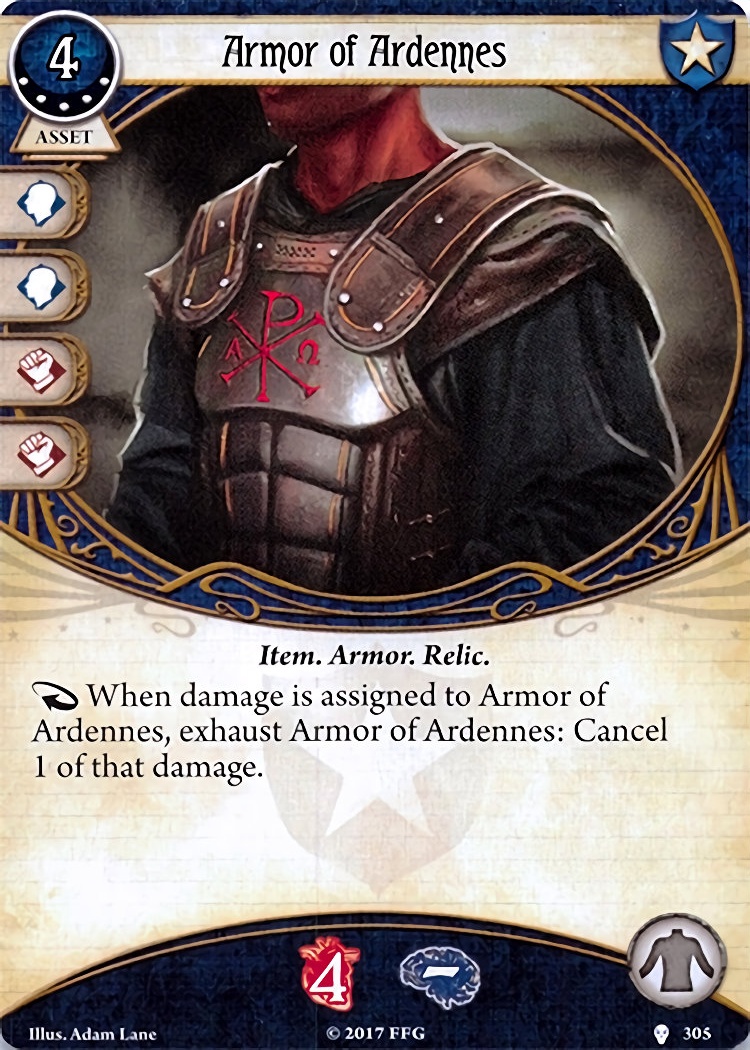 4
Armor of Ardennes
ASSET
Α Ω
Item. Armor. Relic.
When damage is assigned to Armor of
Ardennes, exhaust Armor of Ardennes: Cancel
1 of that damage.
4 –
Illus. Adam Lane
© 2017 FFG
305